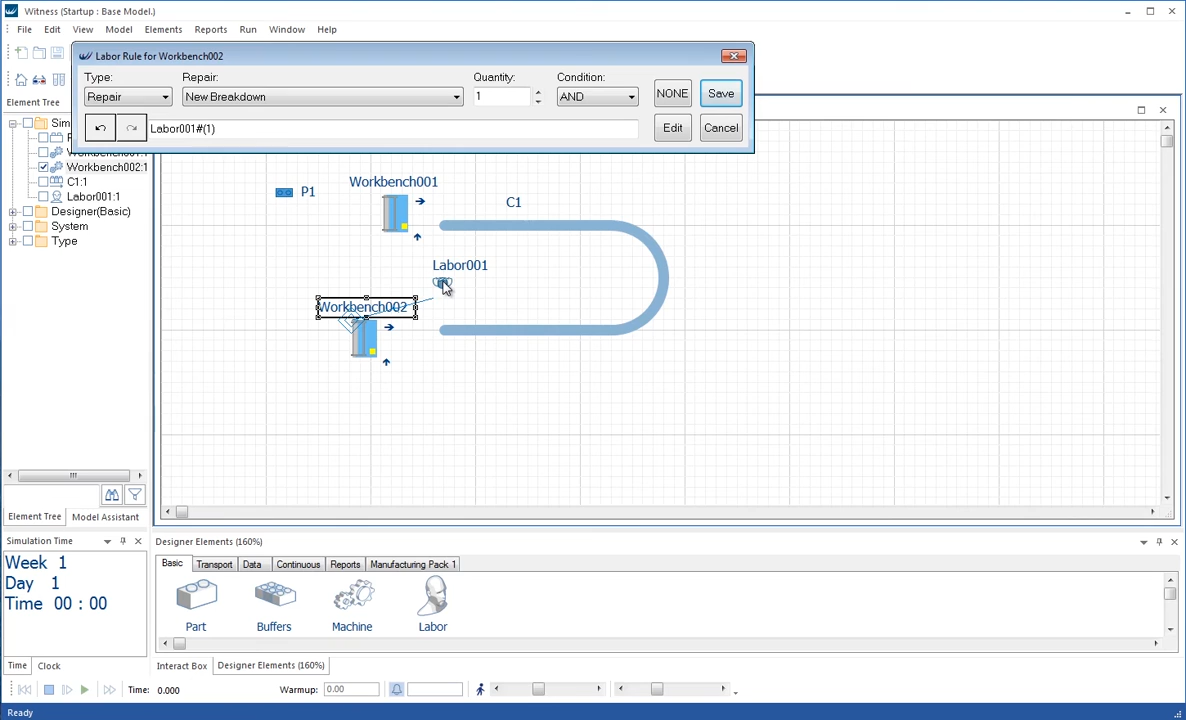 Witness (Startup : Base Model.)
File Edit View Model Elements Reports Run Window Help
Labor Rule for Workbench002
Type: Repair: Quantity: Condition:
Repair New Breakdown 1 AND NONE Save
Labor001#(1) Edit Cancel
Element Tree
Workbench002:1
C1:1
Labor001:1
Designer(Basic)
System
Type
P1
Workbench001
C1
Labor001
Workbench002
Element Tree Model Assistant
Simulation Time
Week 1
Day 1
Time 00 : 00
Time Clock
Designer Elements (160%)
Basic Transport Data Continuous Reports Manufacturing Pack 1
Part Buffers Machine Labor
Interact Box Designer Elements (160%)
Time: 0.000 Warmup: 0.00
Ready